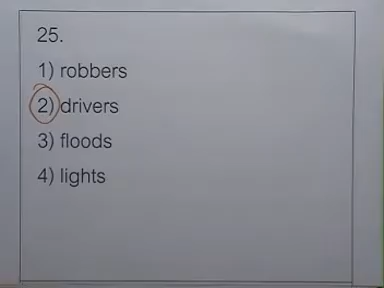 25.
1) robbers
2) drivers
3) floods
4) lights